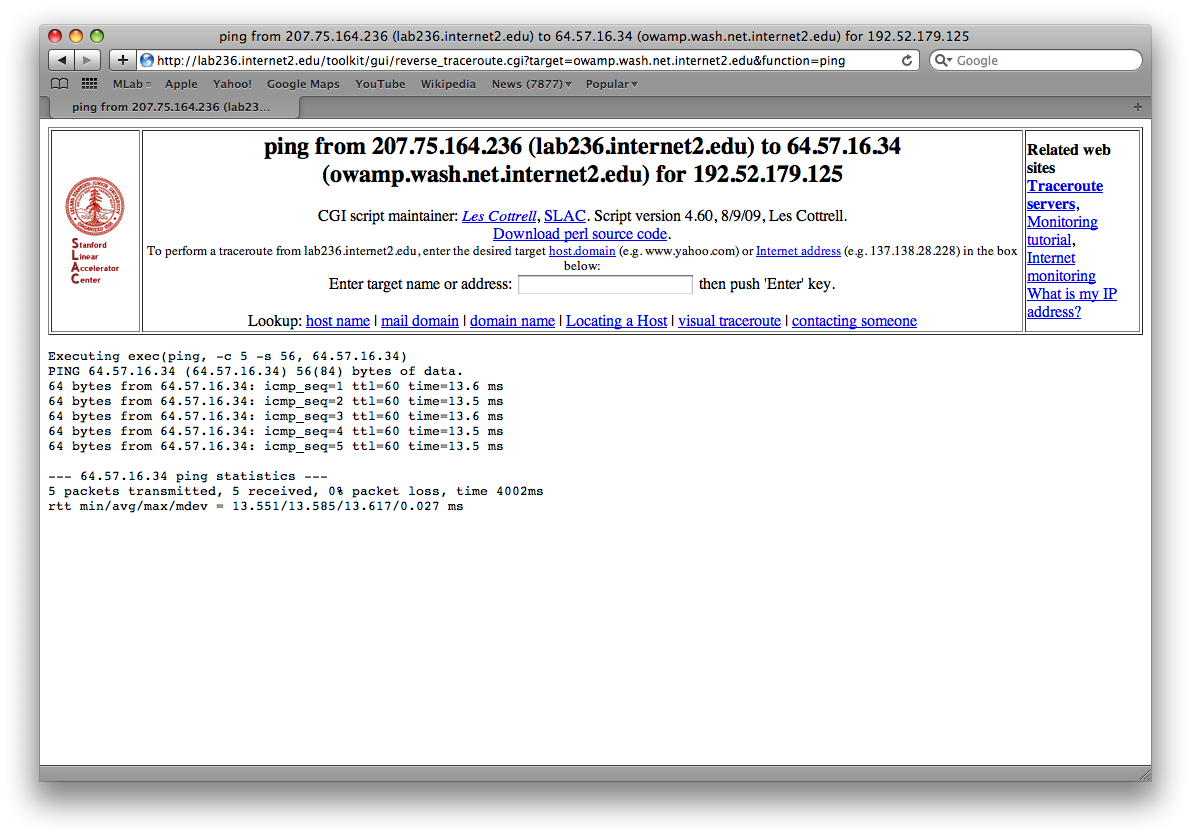 ping from 207.75.164.236 (lab236.internet2.edu) to 64.57.16.34 (owamp.wash.net.internet2.edu) for 192.52.179.125
http://lab236.internet2.edu/toolkit/gui/reverse_traceroute.cgi?target=owamp.wash.net.internet2.edu&function=ping
Google
MLab Apple Yahoo! Google Maps YouTube Wikipedia News (7877) Popular
ping from 207.75.164.236 (lab23...
Stanford
Linear
Accelerator
Center
ping from 207.75.164.236 (lab236.internet2.edu) to 64.57.16.34
(owamp.wash.net.internet2.edu) for 192.52.179.125
CGI script maintainer: Les Cottrell, SLAC. Script version 4.60, 8/9/09, Les Cottrell.
Download perl source code.
To perform a traceroute from lab236.internet2.edu, enter the desired target host.domain (e.g. www.yahoo.com) or Internet address (e.g. 137.138.28.228) in the box
below:
Enter target name or address: then push 'Enter' key.
Lookup: host name | mail domain | domain name | Locating a Host | visual traceroute | contacting someone
Related web
sites
Traceroute
servers,
Monitoring
tutorial,
Internet
monitoring
What is my IP
address?
Executing exec(ping, -c 5 -s 56, 64.57.16.34)
PING 64.57.16.34 (64.57.16.34) 56(84) bytes of data.
64 bytes from 64.57.16.34: icmp_seq=1 ttl=60 time=13.6 ms
64 bytes from 64.57.16.34: icmp_seq=2 ttl=60 time=13.5 ms
64 bytes from 64.57.16.34: icmp_seq=3 ttl=60 time=13.6 ms
64 bytes from 64.57.16.34: icmp_seq=4 ttl=60 time=13.5 ms
64 bytes from 64.57.16.34: icmp_seq=5 ttl=60 time=13.5 ms
--- 64.57.16.34 ping statistics ---
5 packets transmitted, 5 received, 0% packet loss, time 4002ms
rtt min/avg/max/mdev = 13.551/13.585/13.617/0.027 ms